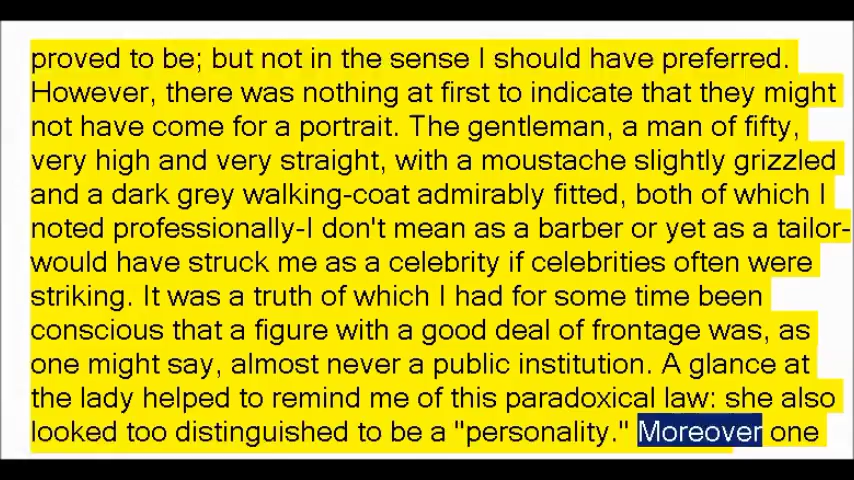 proved to be; but not in the sense I should have preferred.
However, there was nothing at first to indicate that they might
not have come for a portrait. The gentleman, a man of fifty,
very high and very straight, with a moustache slightly grizzled
and a dark grey walking-coat admirably fitted, both of which I
noted professionally-I don't mean as a barber or yet as a tailor-
would have struck me as a celebrity if celebrities often were
striking. It was a truth of which I had for some time been
conscious that a figure with a good deal of frontage was, as
one might say, almost never a public institution. A glance at
the lady helped to remind me of this paradoxical law: she also
looked too distinguished to be a "personality." Moreover one